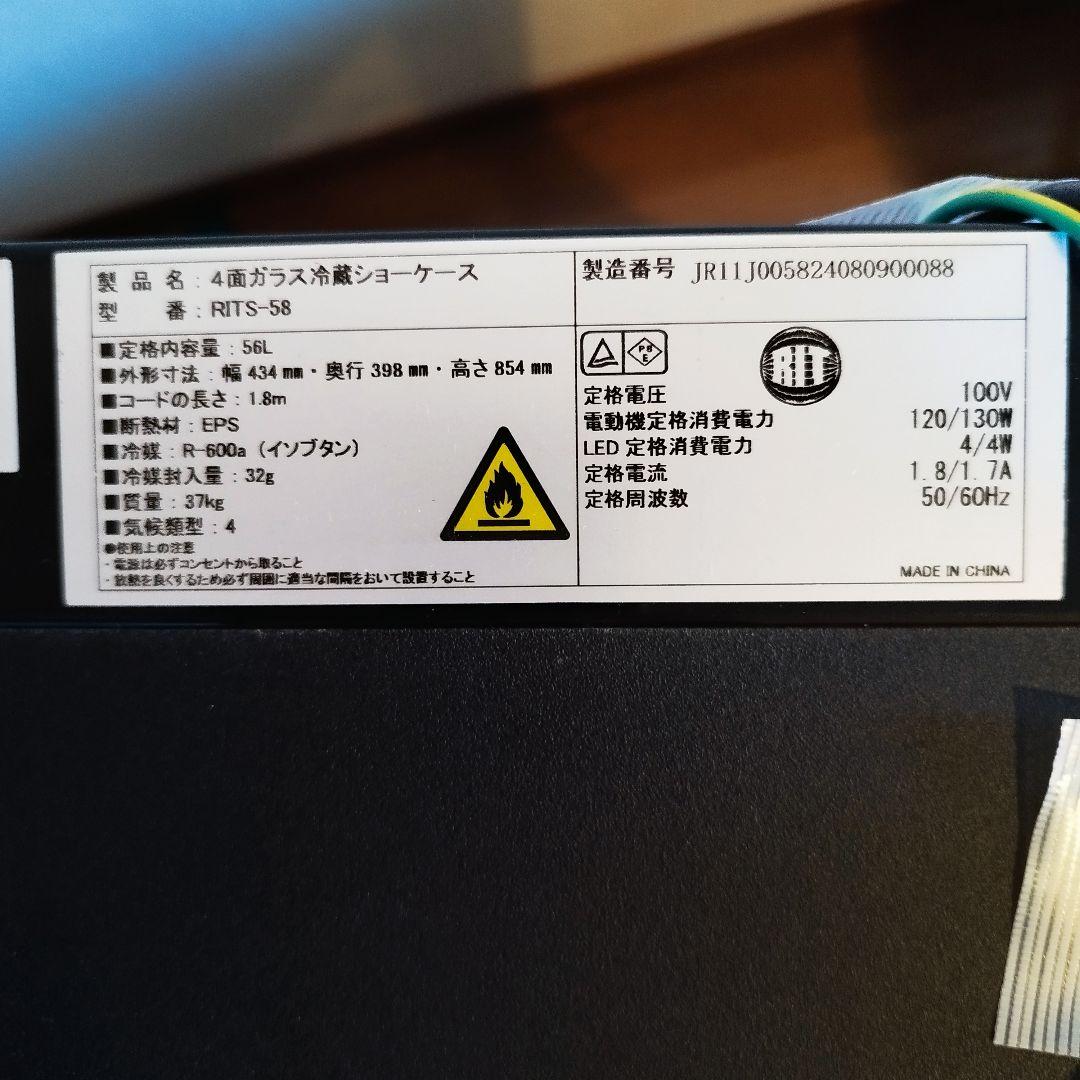 製品名：4面ガラス冷蔵ショーケース
型番：RITS-58
■定格内容量：56L
■外形寸法：幅 434 mm・奥行 398 mm・高さ 854 mm
■コードの長さ：1.8m
■断熱材：EPS
■冷媒：R-600a（イソブタン）
■冷媒封入量：32g
■質量：37kg
■気候類型：4
●使用上の注意
・電源は必ずコンセントから取ること
・放熱を良くするため必ず周囲に適当な間隔をおいて設置すること
製造番号 JR11J005824080900088
PS
E
RIT
定格電圧 100V
電動機定格消費電力 120/130W
LED 定格消費電力 4/4W
定格電流 1.8/1.7A
定格周波数 50/60Hz
MADE IN CHINA